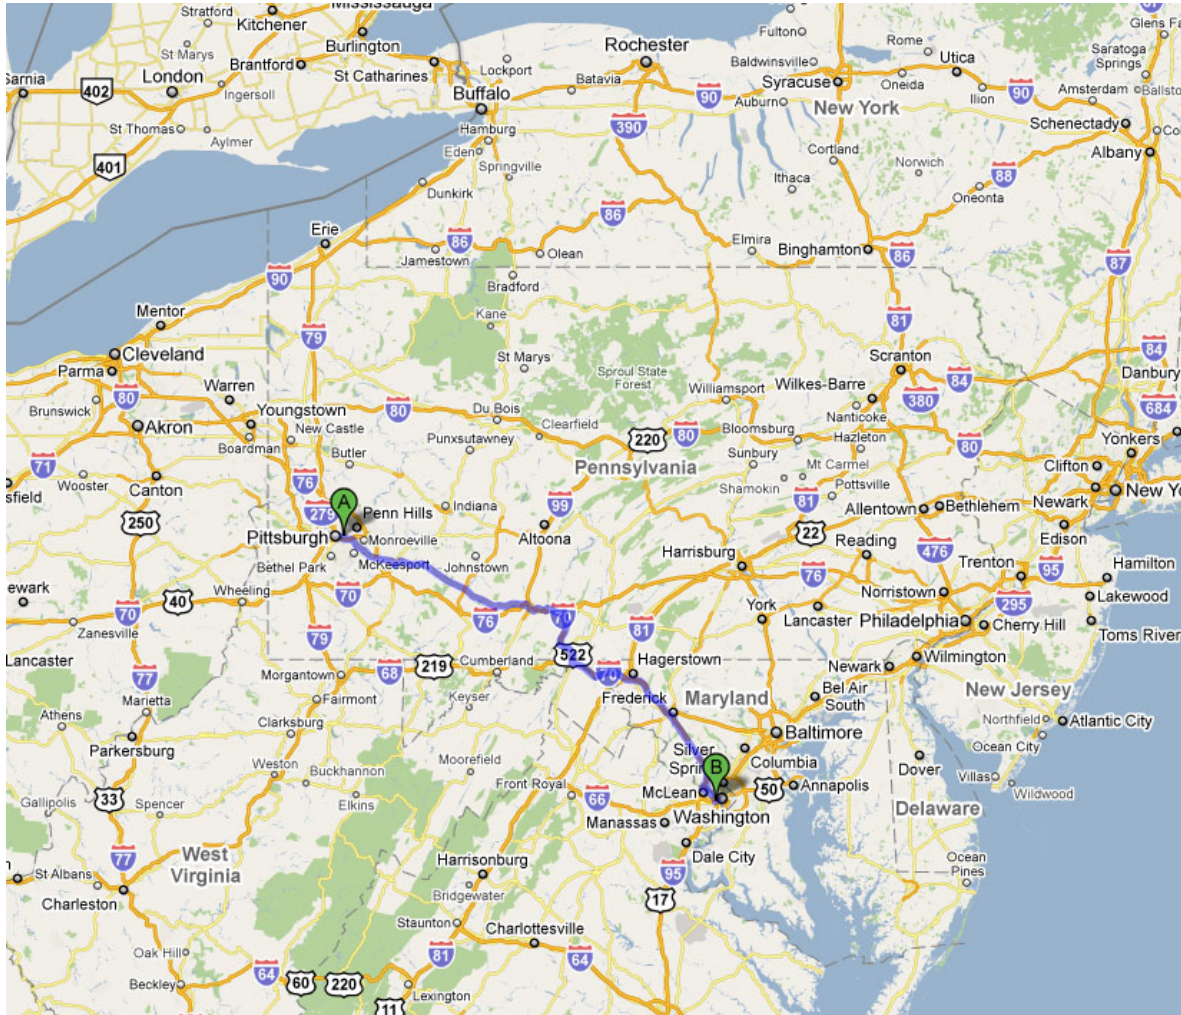 Stratford
Kitchener
Mississauga
Burlington
St Marys
Brantford
St Catharines
Sarnia
402
London
Ingersoll
St Thomas
Aylmer
401
Lockport
Buffalo
Batavia
Rochester
90
390
Hamburg
Eden
Springville
Dunkirk
Fulton
Baldwinsville
Syracuse
Auburn
New York
Rome
Oneida
Utica
Ilion
90
Glens Fa
87
Saratoga
Springs
Amsterdam
Ballsto
Schenectady
Albany
Cortland
Ithaca
Norwich
88
Oneonta
86
Erie
86
Jamestown
Olean
Elmira
Binghamton
86
87
90
Bradford
Kane
Mentor
79
81
Cleveland
Parma
St Marys
Sproul State
Forest
Scranton
84
84
Danbury
80
Warren
Brunswick
Akron
Youngstown
Boardman
New Castle
80
Du Bois
Clearfield
Williamsport
Wilkes-Barre
380
Nanticoke
684
220
80
Bloomsburg
Hazleton
80
Yonkers
71
Wooster
Canton
Butler
Punxsutawney
Pennsylvania
Sunbury
Mt Carmel
Shamokin
Pottsville
Clifton
sfield
76
A
279
Penn Hills
Indiana
99
81
Allentown
Bethlehem
Newark
New Yo
250
Pittsburgh
Monroeville
Altoona
22
Reading
476
Edison
Bethel Park
McKeesport
Johnstown
Harrisburg
76
Trenton
95
Hamilton
ewark
40
Wheeling
70
76
70
York
Lancaster
Norristown
295
Lakewood
70
Zanesville
79
81
Philadelphia
Cherry Hill
Toms River
Lancaster
77
Morgantown
68
219
Cumberland
522
70
Hagerstown
Newark
Wilmington
Marietta
Fairmont
Keyser
Frederick
Maryland
Bel Air
South
New Jersey
Athens
Parkersburg
Clarksburg
Baltimore
Northfield
Atlantic City
Ocean City
Moorefield
Silver
Spring
B
Columbia
Weston
Buckhannon
Front Royal
McLean
50
Annapolis
Dover
Villas
Wildwood
33
Gallipolis
Spencer
Elkins
66
Manassas
Washington
Delaware
77
West
Virginia
Harrisonburg
Dale City
95
Ocean
Pines
St Albans
Charleston
Bridgewater
17
Staunton
Charlottesville
Oak Hill
81
64
64
Beckley
60
220
Lexington
11